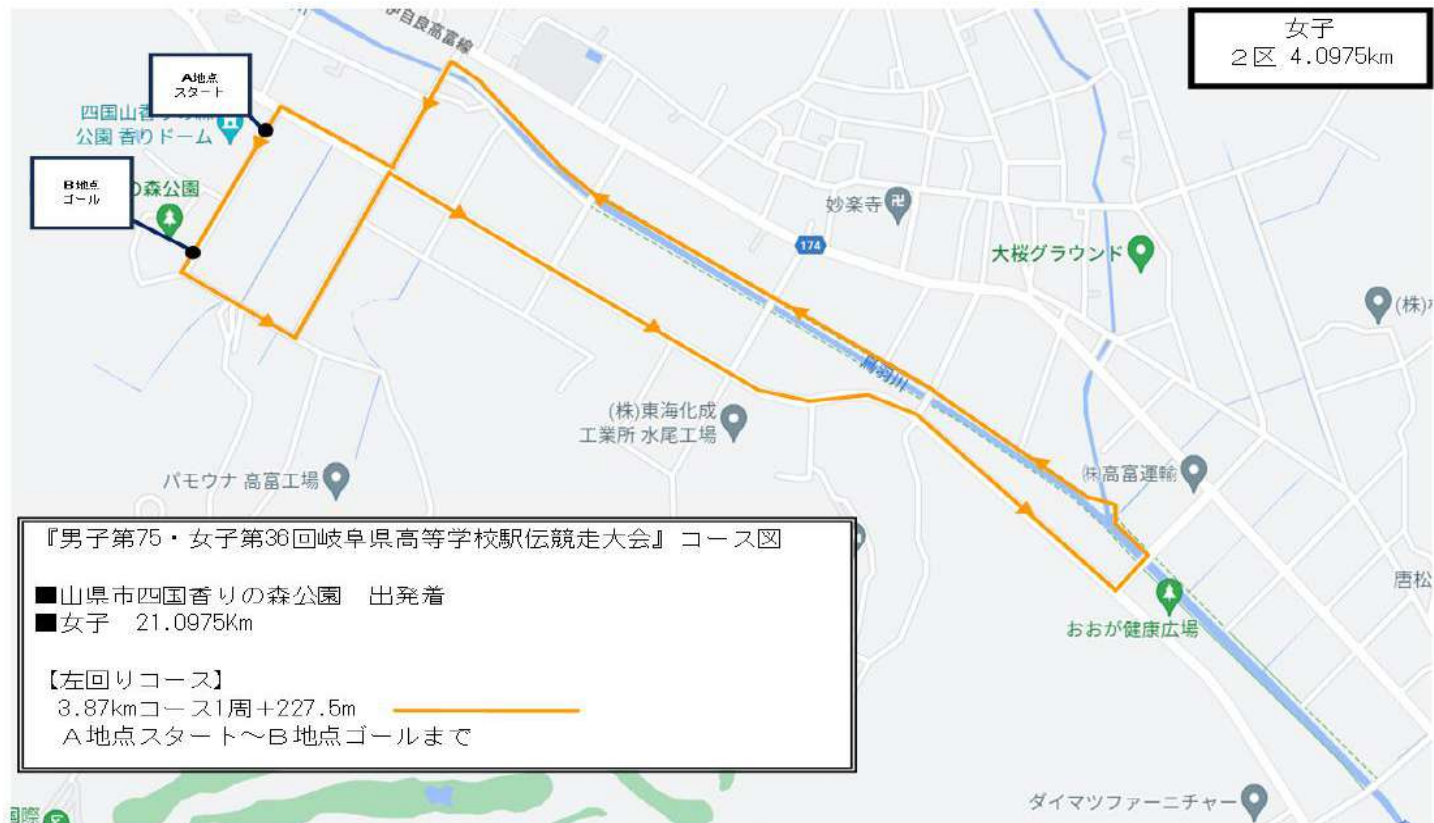 伊自良高富線
女子
2区 4.0975km
A地点
スタート
四国山香りの森
公園 香りドーム
B地点
ゴール
の森公園
妙楽寺
174
大桜グラウンド
(株)
鳥羽川
(株)東海化成
工業所 水尾工場
㈱高富運輸
パモウナ 高富工場
『男子第75・女子第36回岐阜県高等学校駅伝競走大会』コース図
■山県市四国香りの森公園 出発着
■女子 21.0975Km
【左回りコース】
3.87kmコース1周+227.5m
A地点スタート～B地点ゴールまで
唐松
おおが健康広場
ダイマツファーニチャー
国際